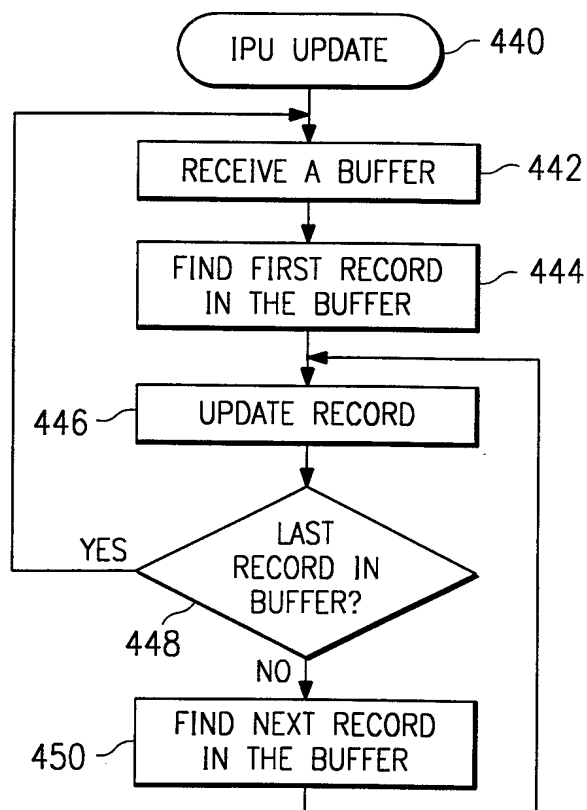 IPU UPDATE
440
RECEIVE A BUFFER
442
FIND FIRST RECORD
IN THE BUFFER
444
UPDATE RECORD
446
LAST
RECORD IN
BUFFER?
YES
448
NO
FIND NEXT RECORD
IN THE BUFFER
450